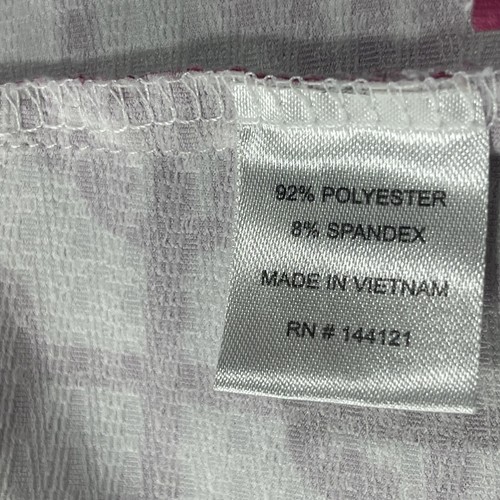 92% POLYESTER
8% SPANDEX
MADE IN VIETNAM
RN # 144121